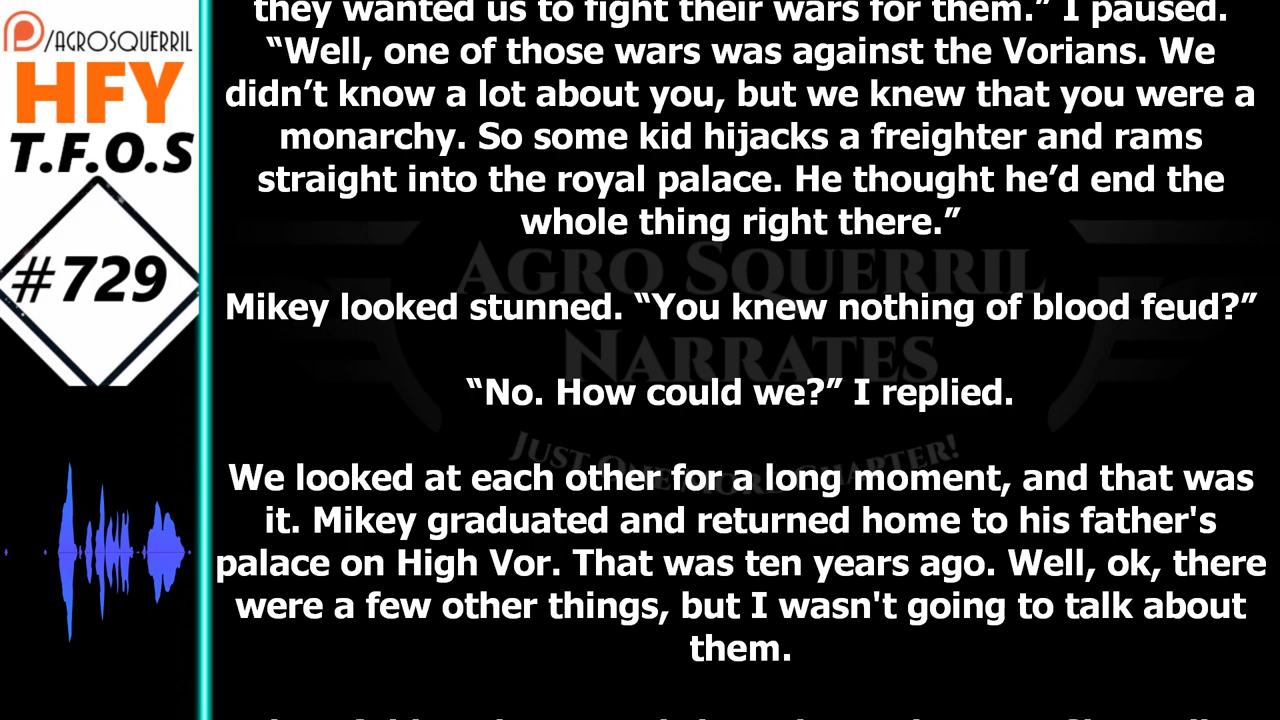 /AGROSQUERRIL
HFY
T.F.O.S
#729
they wanted us to fight their wars for them.” I paused.
“Well, one of those wars was against the Vorians. We
didn’t know a lot about you, but we knew that you were a
monarchy. So some kid hijacks a freighter and rams
straight into the royal palace. He thought he’d end the
whole thing right there.”
Mikey looked stunned. “You knew nothing of blood feud?”
“No. How could we?” I replied.
We looked at each other for a long moment, and that was
it. Mikey graduated and returned home to his father's
palace on High Vor. That was ten years ago. Well, ok, there
were a few other things, but I wasn't going to talk about
them.
Agro Squerril
Narrates
Just One More Chapter!